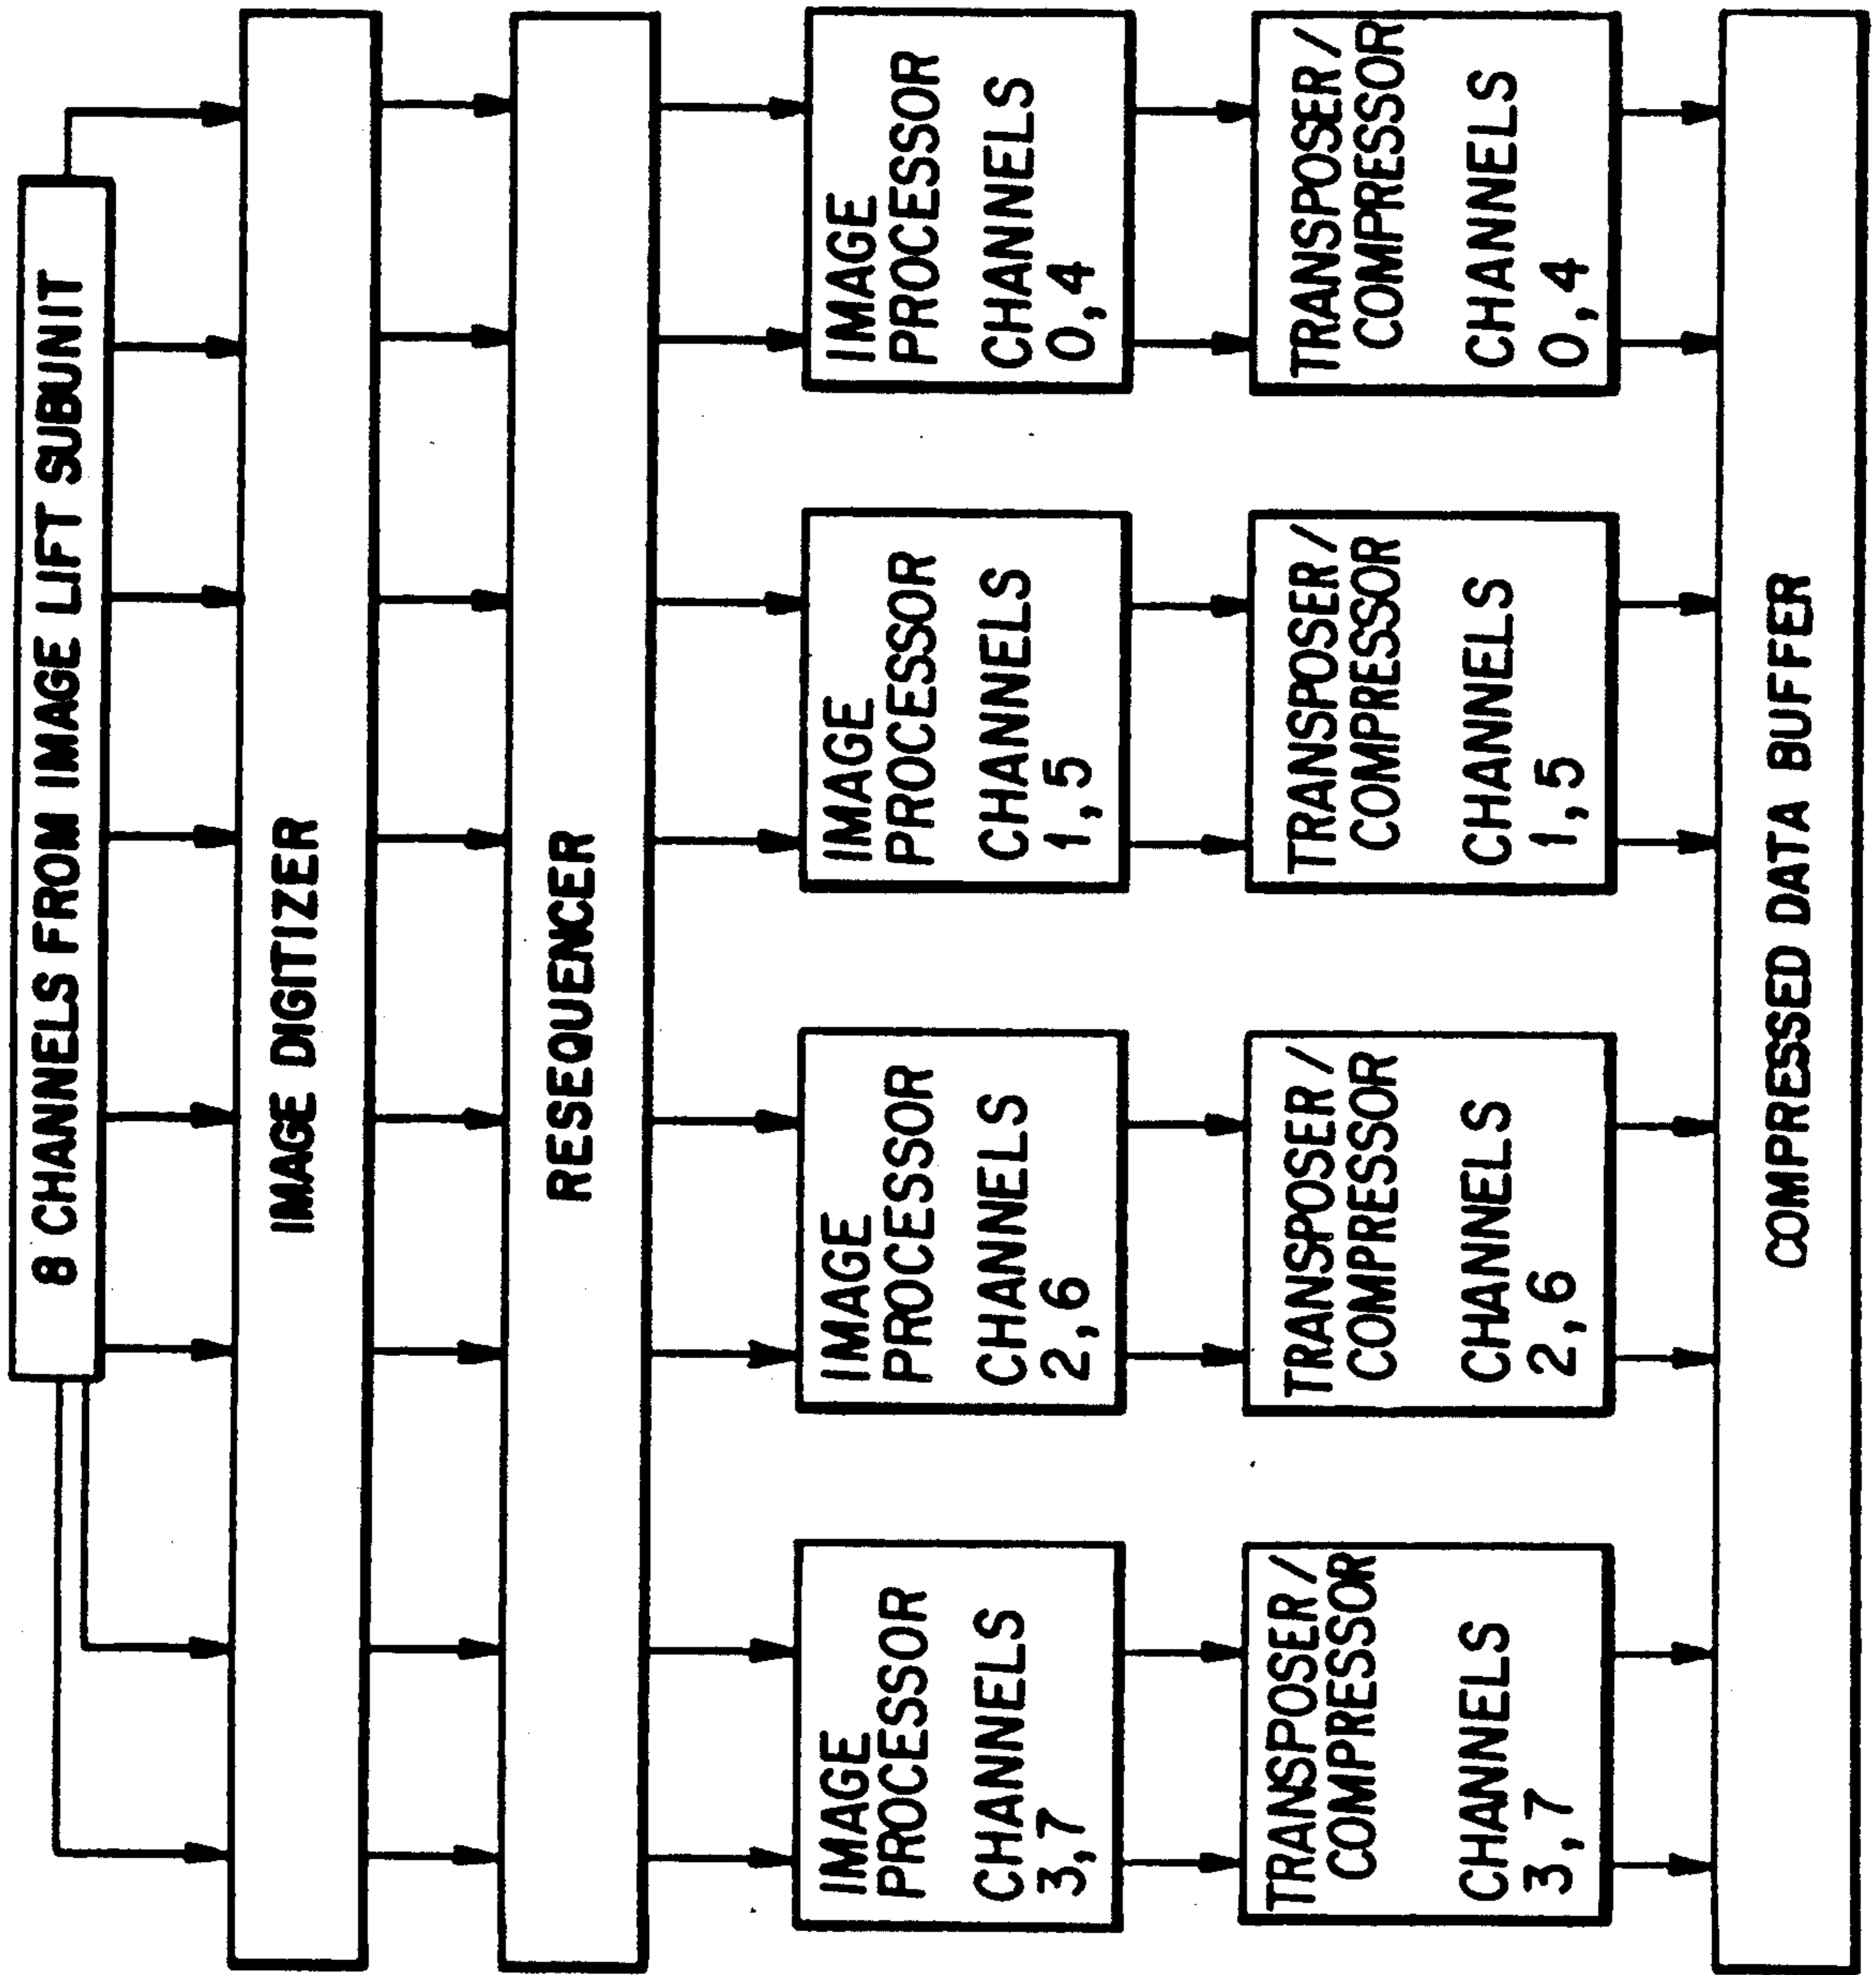 8 CHANNELS FROM IMAGE LIFT SUBUNIT
IMAGE DIGITIZER
RESEQUENCER
IMAGE
PROCESSOR
CHANNELS
3,7
IMAGE
PROCESSOR
CHANNELS
2,6
IMAGE
PROCESSOR
CHANNELS
1,5
IMAGE
PROCESSOR
CHANNELS
0,4
TRANSPOSER/
COMPRESSOR
CHANNELS
3,7
TRANSPOSER/
COMPRESSOR
CHANNELS
2,6
TRANSPOSER/
COMPRESSOR
CHANNELS
1,5
TRANSPOSER/
COMPRESSOR
CHANNELS
0,4
COMPRESSED DATA BUFFER